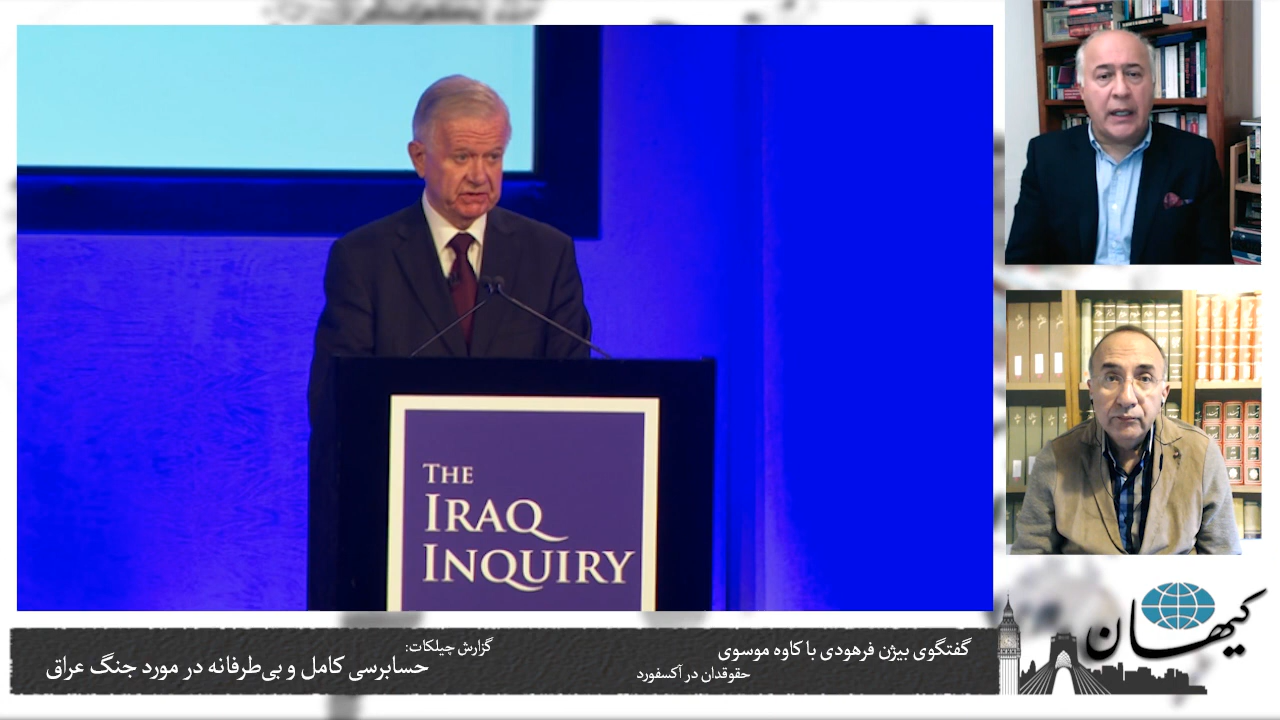 THE
IRAQ
INQUIRY
گفتگوی بیژن فرهودی با کاوه موسوی
حقوقدان در آکسفورد
گزارش چیلکات:
حسابرسی کامل و بی‌طرفانه در مورد جنگ عراق
کیهان